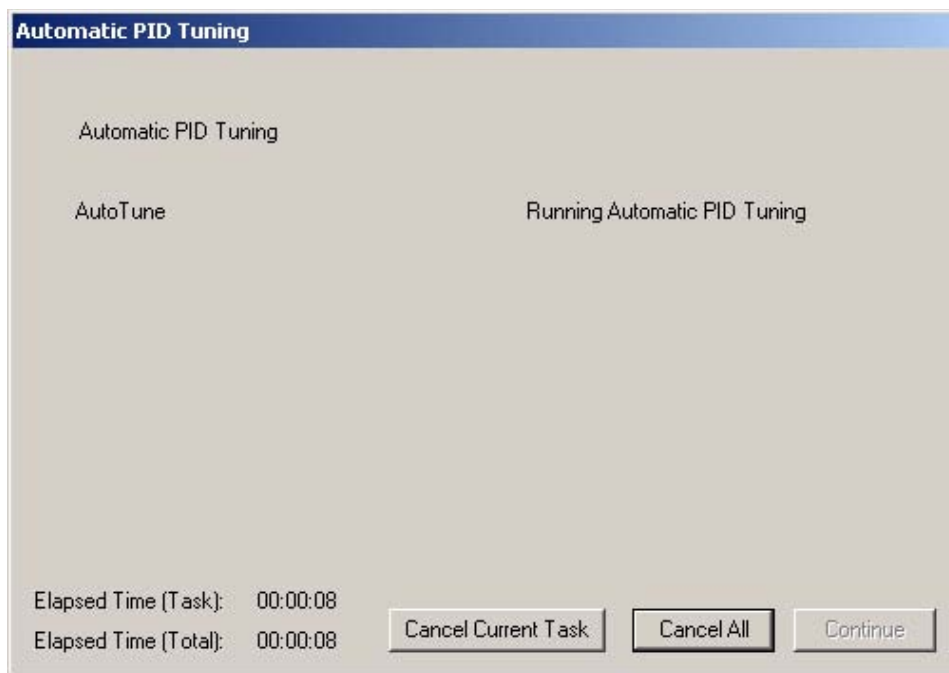 Automatic PID Tuning
Automatic PID Tuning
AutoTune Running Automatic PID Tuning
Elapsed Time (Task): 00:00:08
Elapsed Time (Total): 00:00:08
Cancel Current Task Cancel All Continue